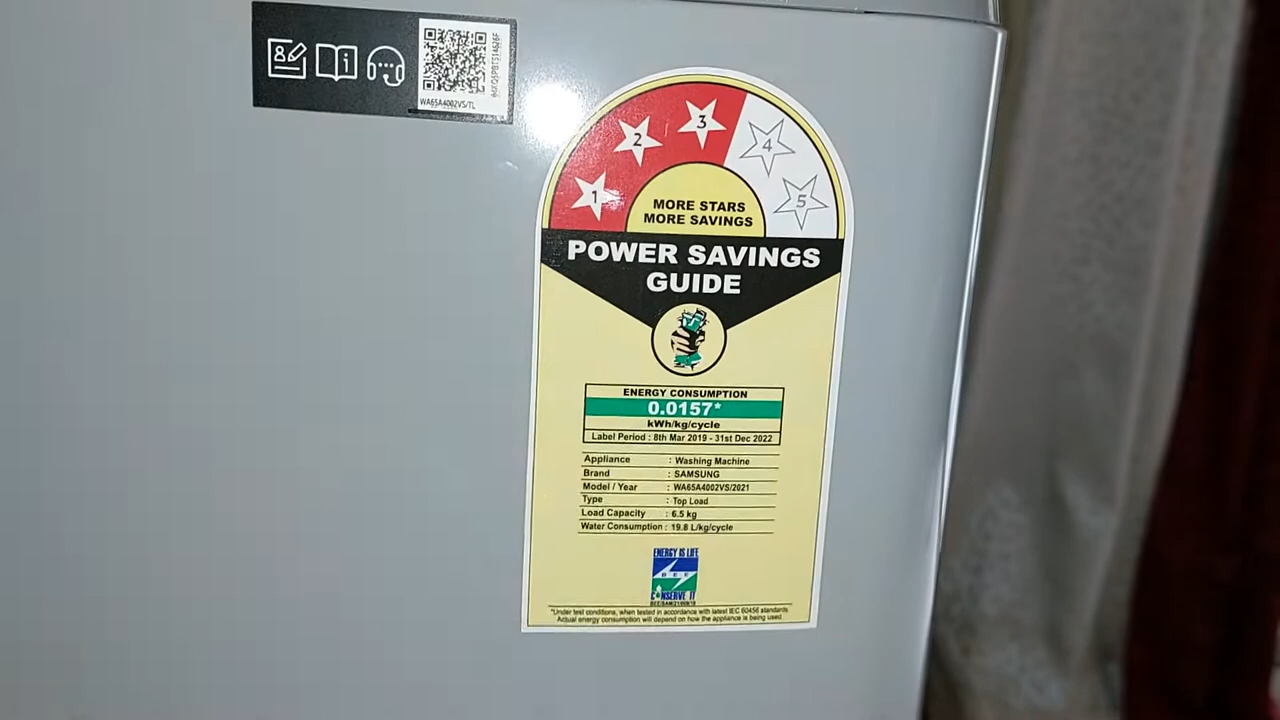 WA65A4002VS/TL
1
2
3
4
5
MORE STARS
MORE SAVINGS
POWER SAVINGS
GUIDE
ENERGY CONSUMPTION
0.0157*
kWh/kg/cycle
Label Period : 8th Mar 2019 - 31st Dec 2022
Appliance : Washing Machine
Brand : SAMSUNG
Model / Year : WA65A4002VS/2021
Type : Top Load
Load Capacity : 6.5 kg
Water Consumption : 19.8 L/kg/cycle
ENERGY IS LIFE
BEE
CONSERVE IT
*Under test conditions, when tested in accordance with latest IEC 60456 standards
Actual energy consumption will depend on how the appliance is being used